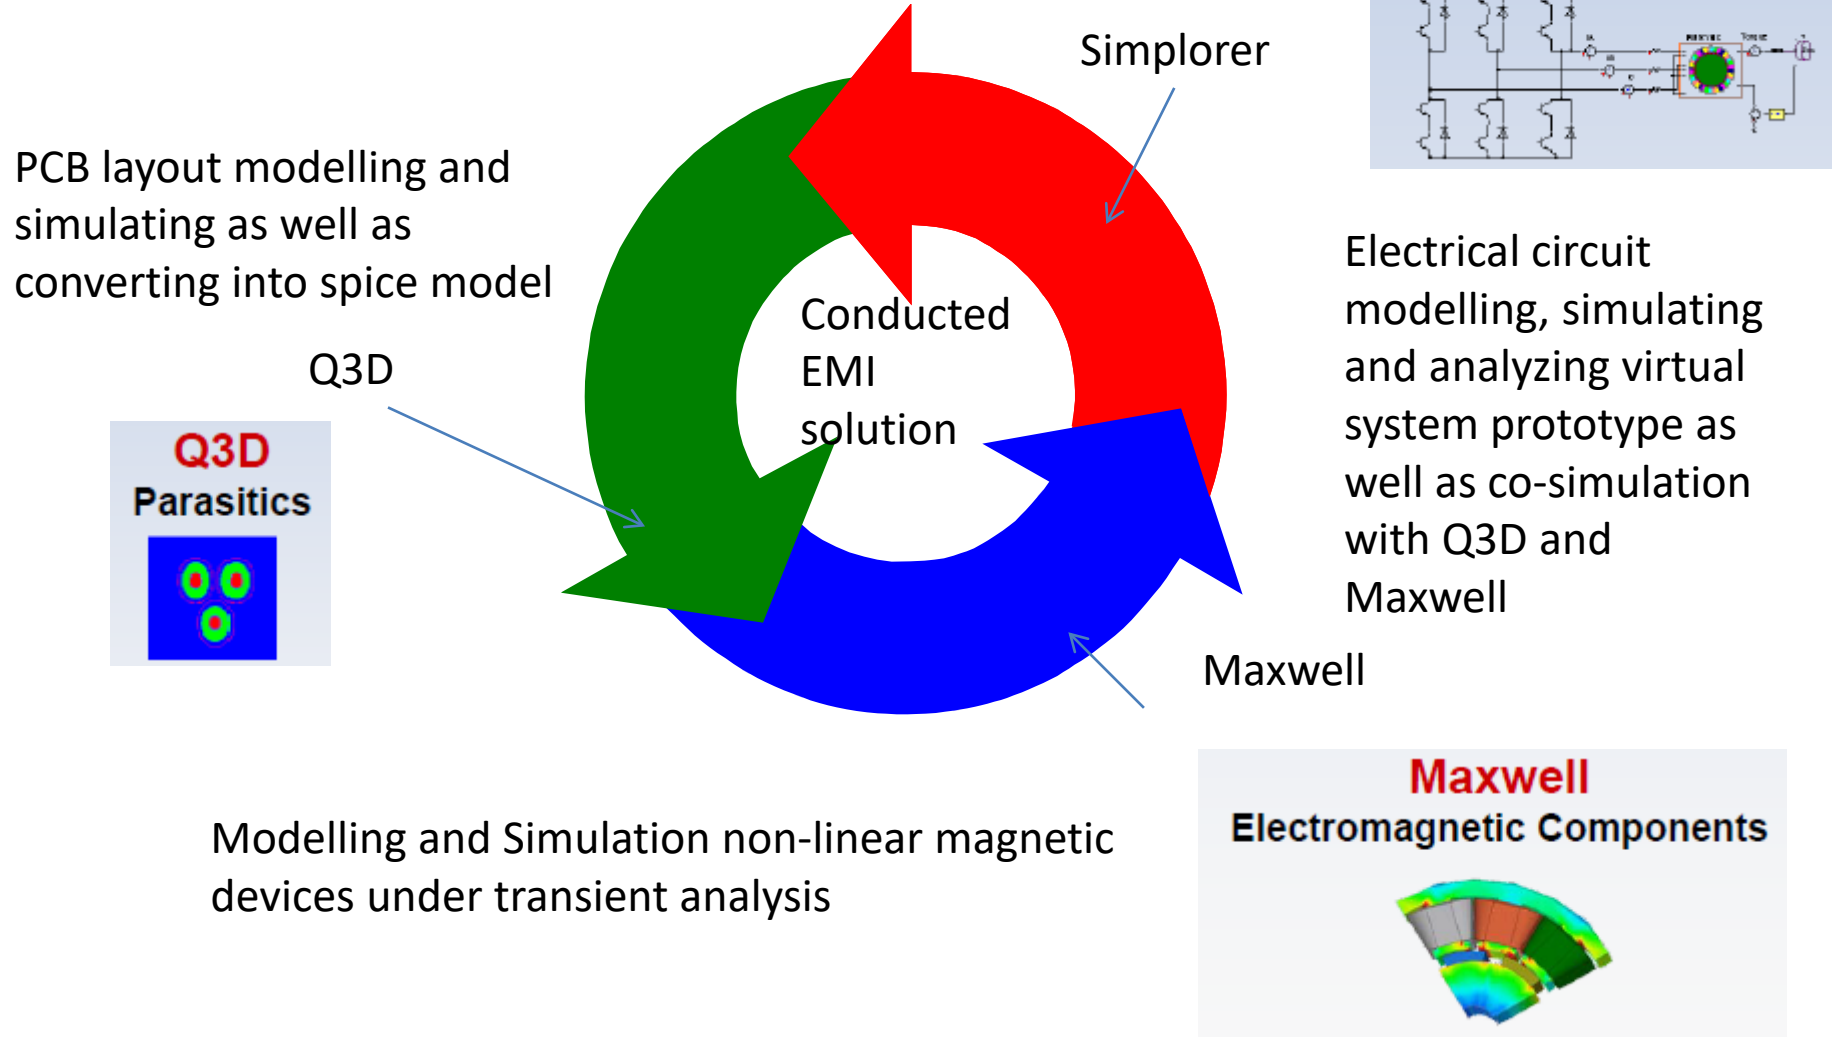 Simplorer
PCB layout modelling and
simulating as well as
converting into spice model
Q3D
Q3D
Parasitics
Conducted
EMI
solution
Electrical circuit
modelling, simulating
and analyzing virtual
system prototype as
well as co-simulation
with Q3D and
Maxwell
Maxwell
Maxwell
Electromagnetic Components
Modelling and Simulation non-linear magnetic
devices under transient analysis